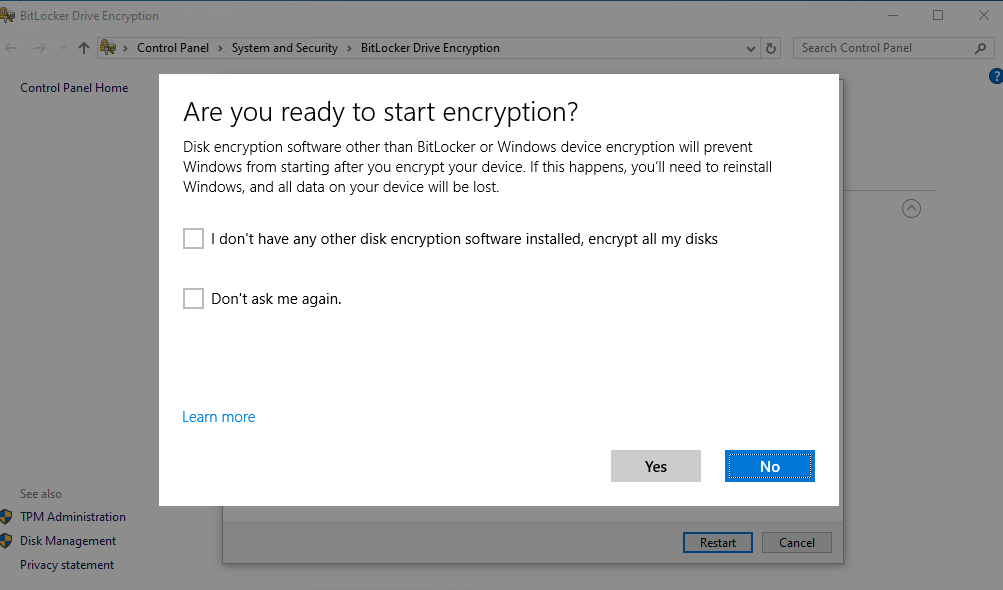 BitLocker Drive Encryption
Control Panel > System and Security > BitLocker Drive Encryption
Search Control Panel
?
Control Panel Home
Are you ready to start encryption?
Disk encryption software other than BitLocker or Windows device encryption will prevent
Windows from starting after you encrypt your device. If this happens, you’ll need to reinstall
Windows, and all data on your device will be lost.
I don't have any other disk encryption software installed, encrypt all my disks
Don't ask me again.
Learn more
Yes
No
See also
TPM Administration
Disk Management
Privacy statement
Restart
Cancel